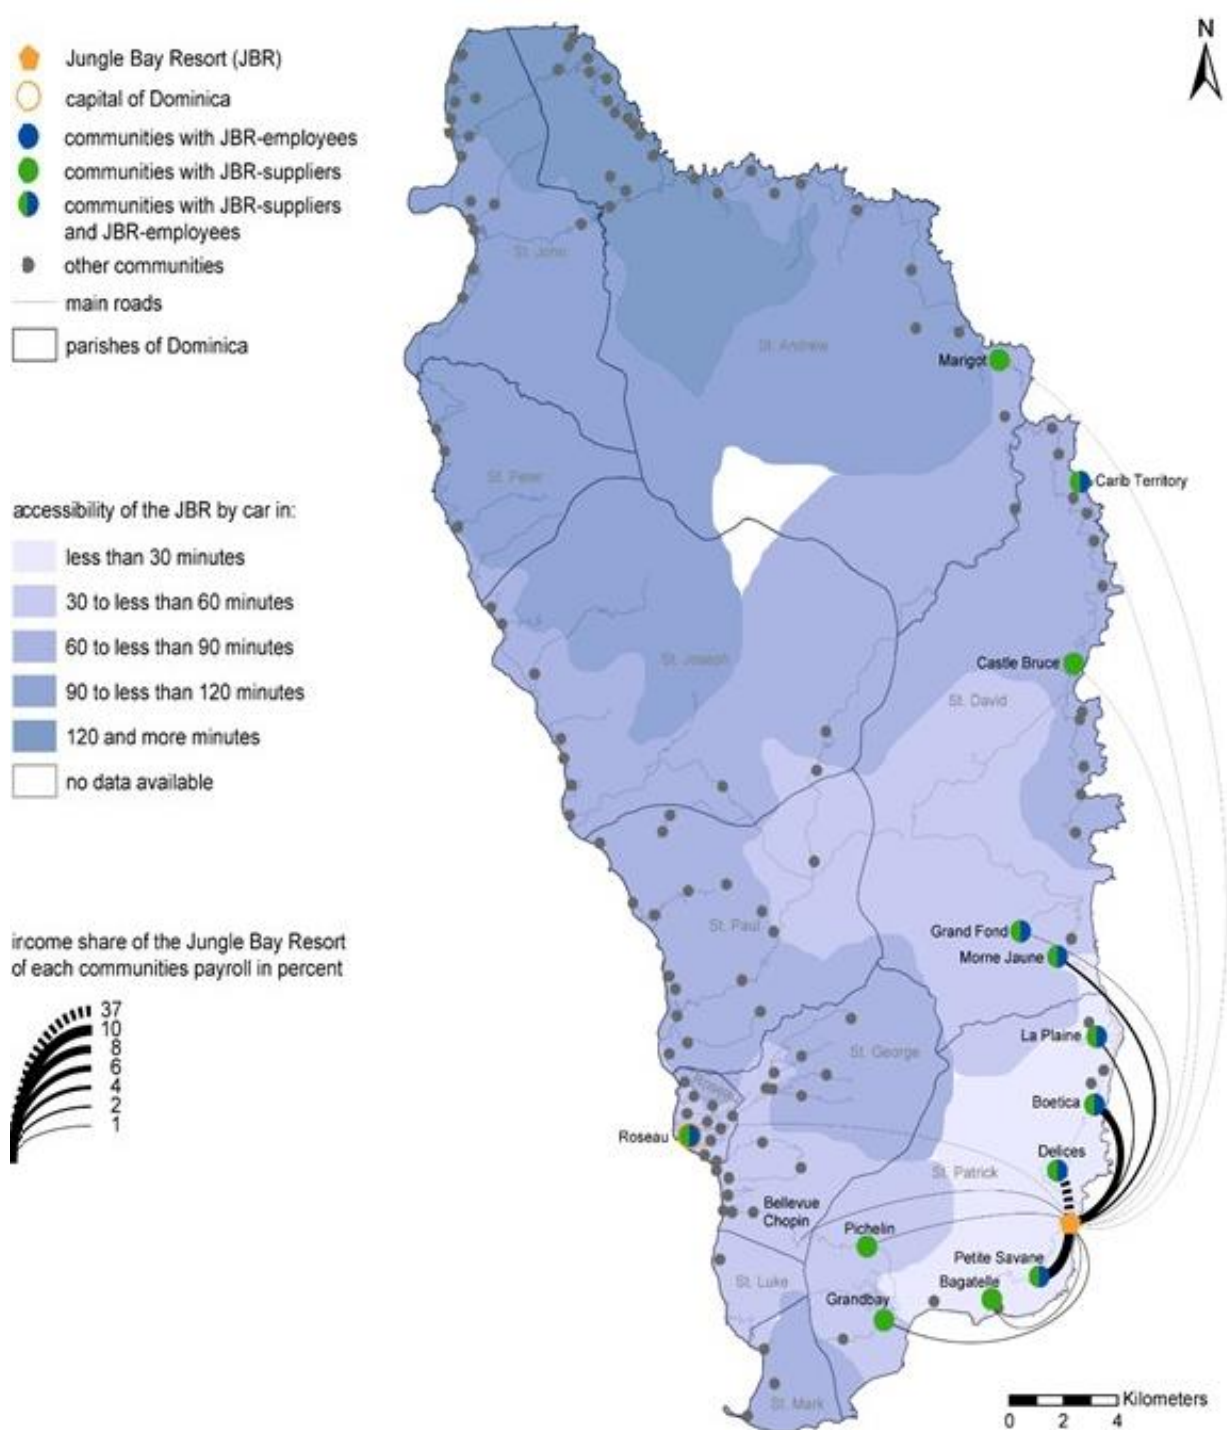 Jungle Bay Resort (JBR)
capital of Dominica
communities with JBR-employees
communities with JBR-suppliers
communities with JBR-suppliers
and JBR-employees
other communities
main roads
parishes of Dominica
accessibility of the JBR by car in:
less than 30 minutes
30 to less than 60 minutes
60 to less than 90 minutes
90 to less than 120 minutes
120 and more minutes
no data available
income share of the Jungle Bay Resort
of each communities payroll in percent
37
10
8
6
4
2
1
N
St. John
St. Andrew
Marigot
St. Peter
Carib Territory
St. Joseph
Castle Bruce
St. David
St. Paul
Grand Fond
Morne Jaune
La Plaine
St. George
Boetica
Roseau
Roseau
Delices
St. Patrick
Bellevue
Chopin
Pichelin
Petite Savane
St. Luke
Bagatelle
Grandbay
St. Mark
Kilometers
0 2 4